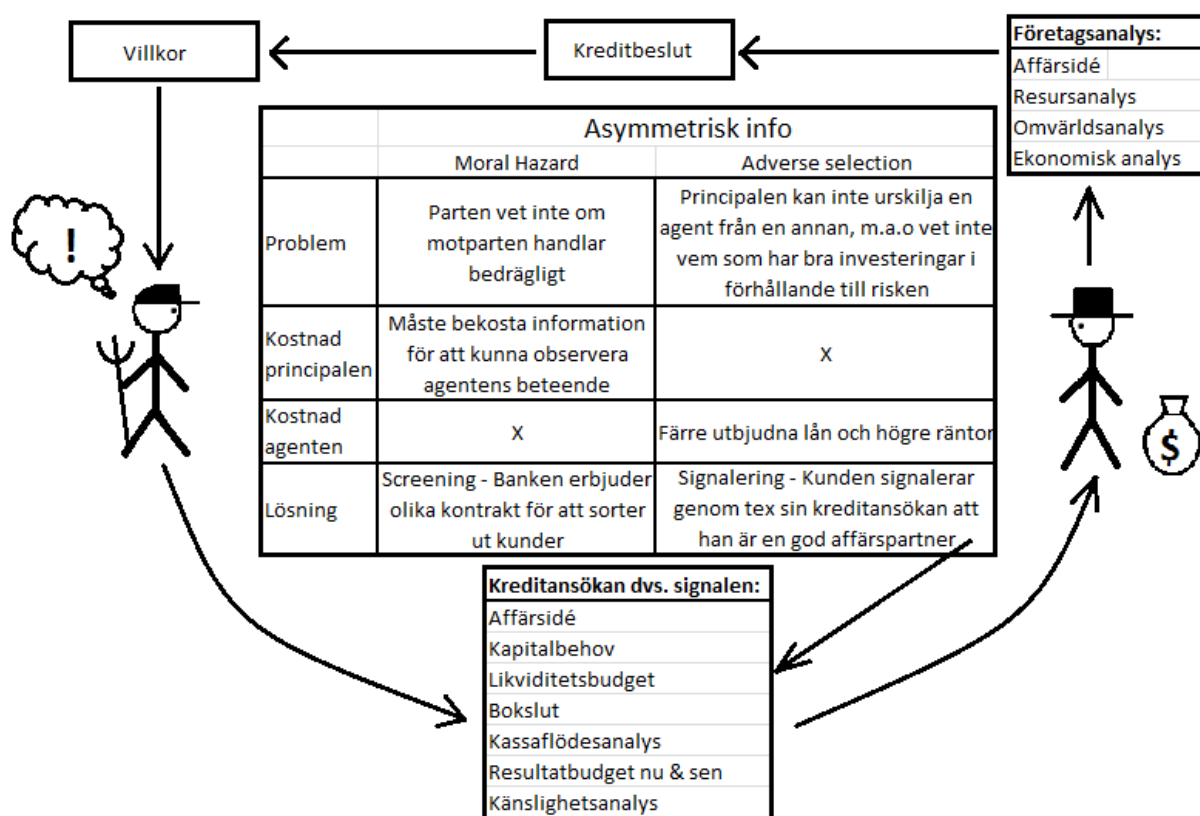 Villkor
Kreditbeslut
Företagsanalys:
Affärsidé
Resursanalys
Omvärldsanalys
Ekonomisk analys
!
Asymmetrisk info
Moral Hazard
Adverse selection
Problem
Parten vet inte om
motparten handlar
bedrägligt
Principalen kan inte urskilja en
agent från en annan, m.a.o vet inte
vem som har bra investeringar i
förhållande till risken
Kostnad
principalen
Måste bekosta information
för att kunna observera
agentens beteende
X
Kostnad
agenten
X
Färre utbjudna lån och högre räntor
Lösning
Screening - Banken erbjuder
olika kontrakt för att sorter
ut kunder
Signalering - Kunden signalerar
genom tex sin kreditansökan att
han är en god affärspartner
$
Kreditansökan dvs. signalen:
Affärsidé
Kapitalbehov
Likviditetsbudget
Bokslut
Kassaflödesanalys
Resultatbudget nu & sen
Känslighetsanalys